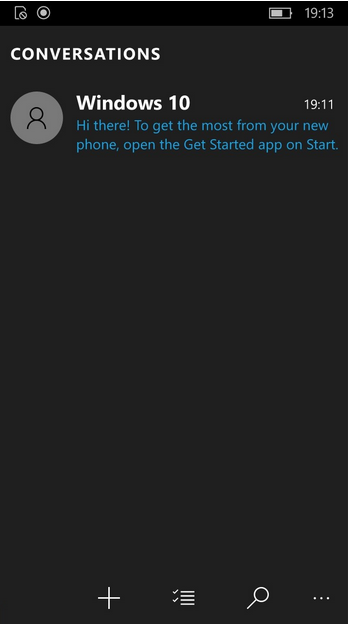 19:13
CONVERSATIONS
Windows 10
19:11
Hi there! To get the most from your new
phone, open the Get Started app on Start.